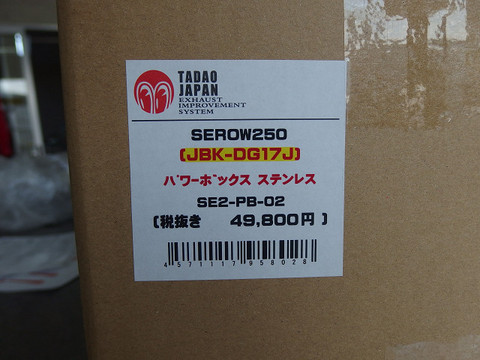 TADAO
JAPAN
EXHAUST
IMPROVEMENT
SYSTEM
SEROW250
(JBK-DG17J)
パワーボックス ステンレス
SE2-PB-02
(税抜き 49,800円 )
4571117958028